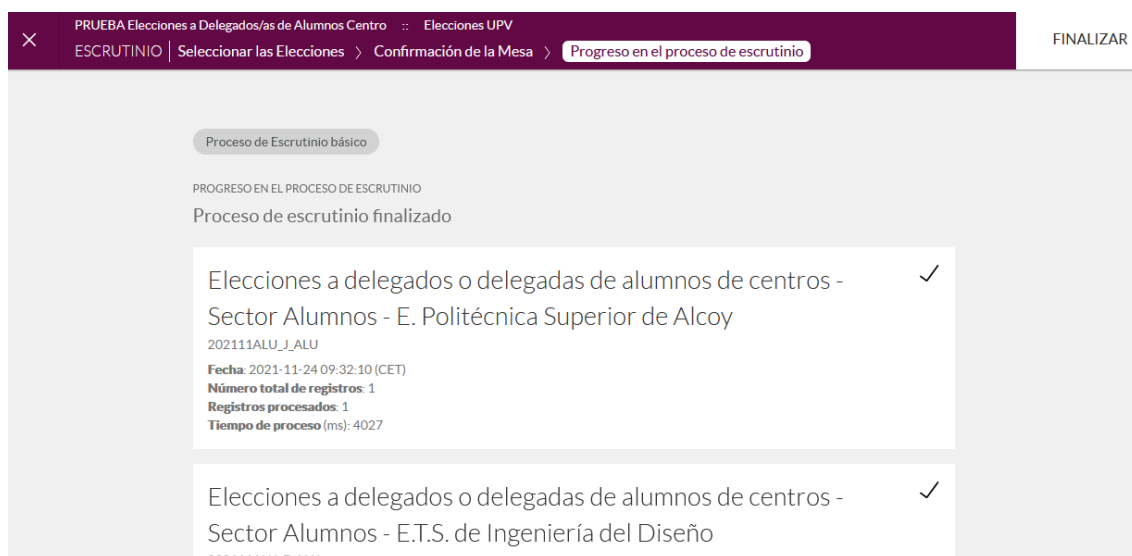 PRUEBA Elecciones a Delegados/as de Alumnos Centro :: Elecciones UPV
ESCRUTINIO | Seleccionar las Elecciones > Confirmación de la Mesa > Progreso en el proceso de escrutinio
FINALIZAR
Proceso de Escrutinio básico
PROGRESO EN EL PROCESO DE ESCRUTINIO
Proceso de escrutinio finalizado
Elecciones a delegados o delegadas de alumnos de centros -
Sector Alumnos - E. Politécnica Superior de Alcoy
202111ALU_J_ALU
Fecha: 2021-11-24 09:32:10 (CET)
Número total de registros: 1
Registros procesados: 1
Tiempo de proceso (ms): 4027
Elecciones a delegados o delegadas de alumnos de centros -
Sector Alumnos - E.T.S. de Ingeniería del Diseño